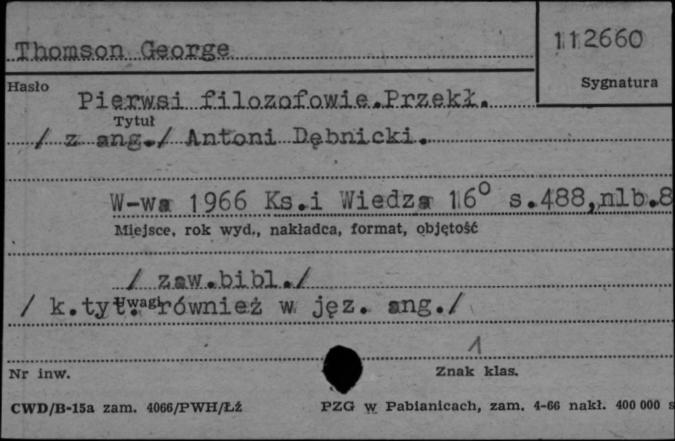 Thomson George
112660
Hasło
Sygnatura
Pierwsi filozofowie.Przekł.
Tytuł
/ z ang./ Antoni Dębnicki.
W-wa 1966 Ks.i Wiedza 16° s.488,nlb.8
Miejsce, rok wyd., nakładca, format, objętość
/ zaw.bibl./
Uwagi
/ k.tyt. również w jęz. ang./
1
Nr inw.
Znak klas.
CWD/B-15a zam. 4066/PWH/Łź
PZG w Pabianicach, zam. 4-66 nakł. 400 000 s